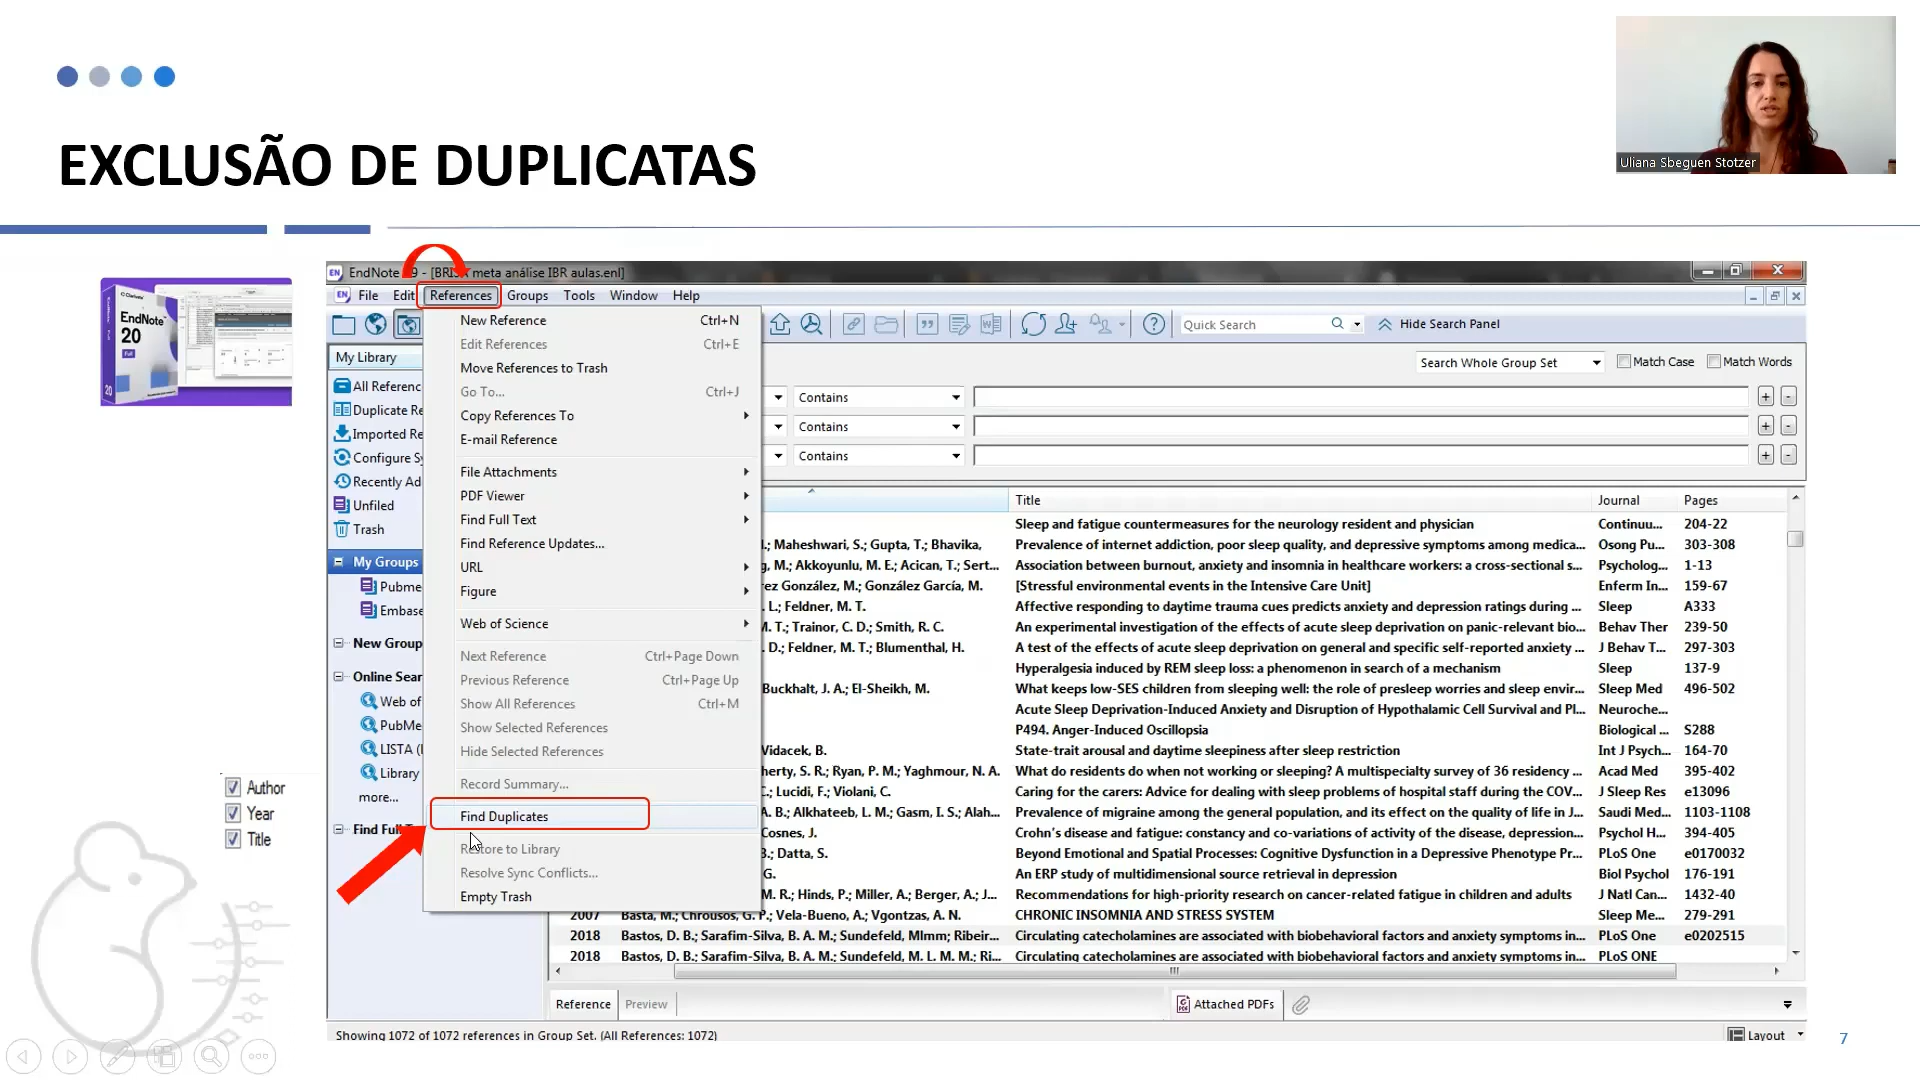 Uliana Sbeguen Stotzer
EXCLUSÃO DE DUPLICATAS
EndNote
20
Full
Author
Year
Title
EndNote 9 - [BRISA meta análise IBR aulas.enl]
File Edit References Groups Tools Window Help
Quick Search
Hide Search Panel
My Library
All Referenc
Duplicate Re
Imported Re
Configure Sy
Recently Ad
Unfiled
Trash
My Groups
Pubme
Embase
New Group
Online Sear
Web of
PubMe
LISTA (
Library
more...
Find Full T
New Reference Ctrl+N
Edit References Ctrl+E
Move References to Trash
Go To... Ctrl+J
Copy References To
E-mail Reference
File Attachments
PDF Viewer
Find Full Text
Find Reference Updates...
URL
Figure
Web of Science
Next Reference Ctrl+Page Down
Previous Reference Ctrl+Page Up
Show All References Ctrl+M
Show Selected References
Hide Selected References
Record Summary...
Find Duplicates
Restore to Library
Resolve Sync Conflicts...
Empty Trash
Search Whole Group Set Match Case Match Words
Contains + -
Contains + -
Contains + -
Title Journal Pages
Sleep and fatigue countermeasures for the neurology resident and physician Continuu... 204-22
.; Maheshwari, S.; Gupta, T.; Bhavika, Prevalence of internet addiction, poor sleep quality, and depressive symptoms among medica... Osong Pu... 303-308
g, M.; Akkoyunlu, M. E.; Acican, T.; Sert... Association between burnout, anxiety and insomnia in healthcare workers: a cross-sectional s... Psycholog... 1-13
ez González, M.; González García, M. [Stressful environmental events in the Intensive Care Unit] Enferm In... 159-67
. L.; Feldner, M. T. Affective responding to daytime trauma cues predicts anxiety and depression ratings during ... Sleep A333
. T.; Trainor, C. D.; Smith, R. C. An experimental investigation of the effects of acute sleep deprivation on panic-relevant bio... Behav Ther 239-50
. D.; Feldner, M. T.; Blumenthal, H. A test of the effects of acute sleep deprivation on general and specific self-reported anxiety ... J Behav T... 297-303
Hyperalgesia induced by REM sleep loss: a phenomenon in search of a mechanism Sleep 137-9
Buckhalt, J. A.; El-Sheikh, M. What keeps low-SES children from sleeping well: the role of presleep worries and sleep envir... Sleep Med 496-502
Acute Sleep Deprivation-Induced Anxiety and Disruption of Hypothalamic Cell Survival and Pl... Neuroche...
P494. Anger-Induced Oscillopsia Biological ... S288
Vidacek, B. State-trait arousal and daytime sleepiness after sleep restriction Int J Psych... 164-70
herty, S. R.; Ryan, P. M.; Yaghmour, N. A. What do residents do when not working or sleeping? A multispecialty survey of 36 residency ... Acad Med 395-402
C.; Lucidi, F.; Violani, C. Caring for the carers: Advice for dealing with sleep problems of hospital staff during the COV... J Sleep Res e13096
A. B.; Alkhateeb, L. M.; Gasm, I. S.; Alah... Prevalence of migraine among the general population, and its effect on the quality of life in J... Saudi Med... 1103-1108
Cosnes, J. Crohn's disease and fatigue: constancy and co-variations of activity of the disease, depression... Psychol H... 394-405
.; Datta, S. Beyond Emotional and Spatial Processes: Cognitive Dysfunction in a Depressive Phenotype Pr... PLoS One e0170032
G. An ERP study of multidimensional source retrieval in depression Biol Psychol 176-191
M. R.; Hinds, P.; Miller, A.; Berger, A.; J... Recommendations for high-priority research on cancer-related fatigue in children and adults J Natl Can... 1432-40
2007 Basta, M.; Chrousos, G. P.; Vela-Bueno, A.; Vgontzas, A. N. CHRONIC INSOMNIA AND STRESS SYSTEM Sleep Me... 279-291
2018 Bastos, D. B.; Sarafim-Silva, B. A. M.; Sundefeld, Mlmm; Ribeir... Circulating catecholamines are associated with biobehavioral factors and anxiety symptoms in... PLoS One e0202515
2018 Bastos, D. B.; Sarafim-Silva, B. A. M.; Sundefeld, M. L. M. M.; Ri... Circulating catecholamines are associated with biobehavioral factors and anxiety symptoms in... PLoS ONE
Reference Preview Attached PDFs
Showing 1072 of 1072 references in Group Set. (All References: 1072) Layout
7